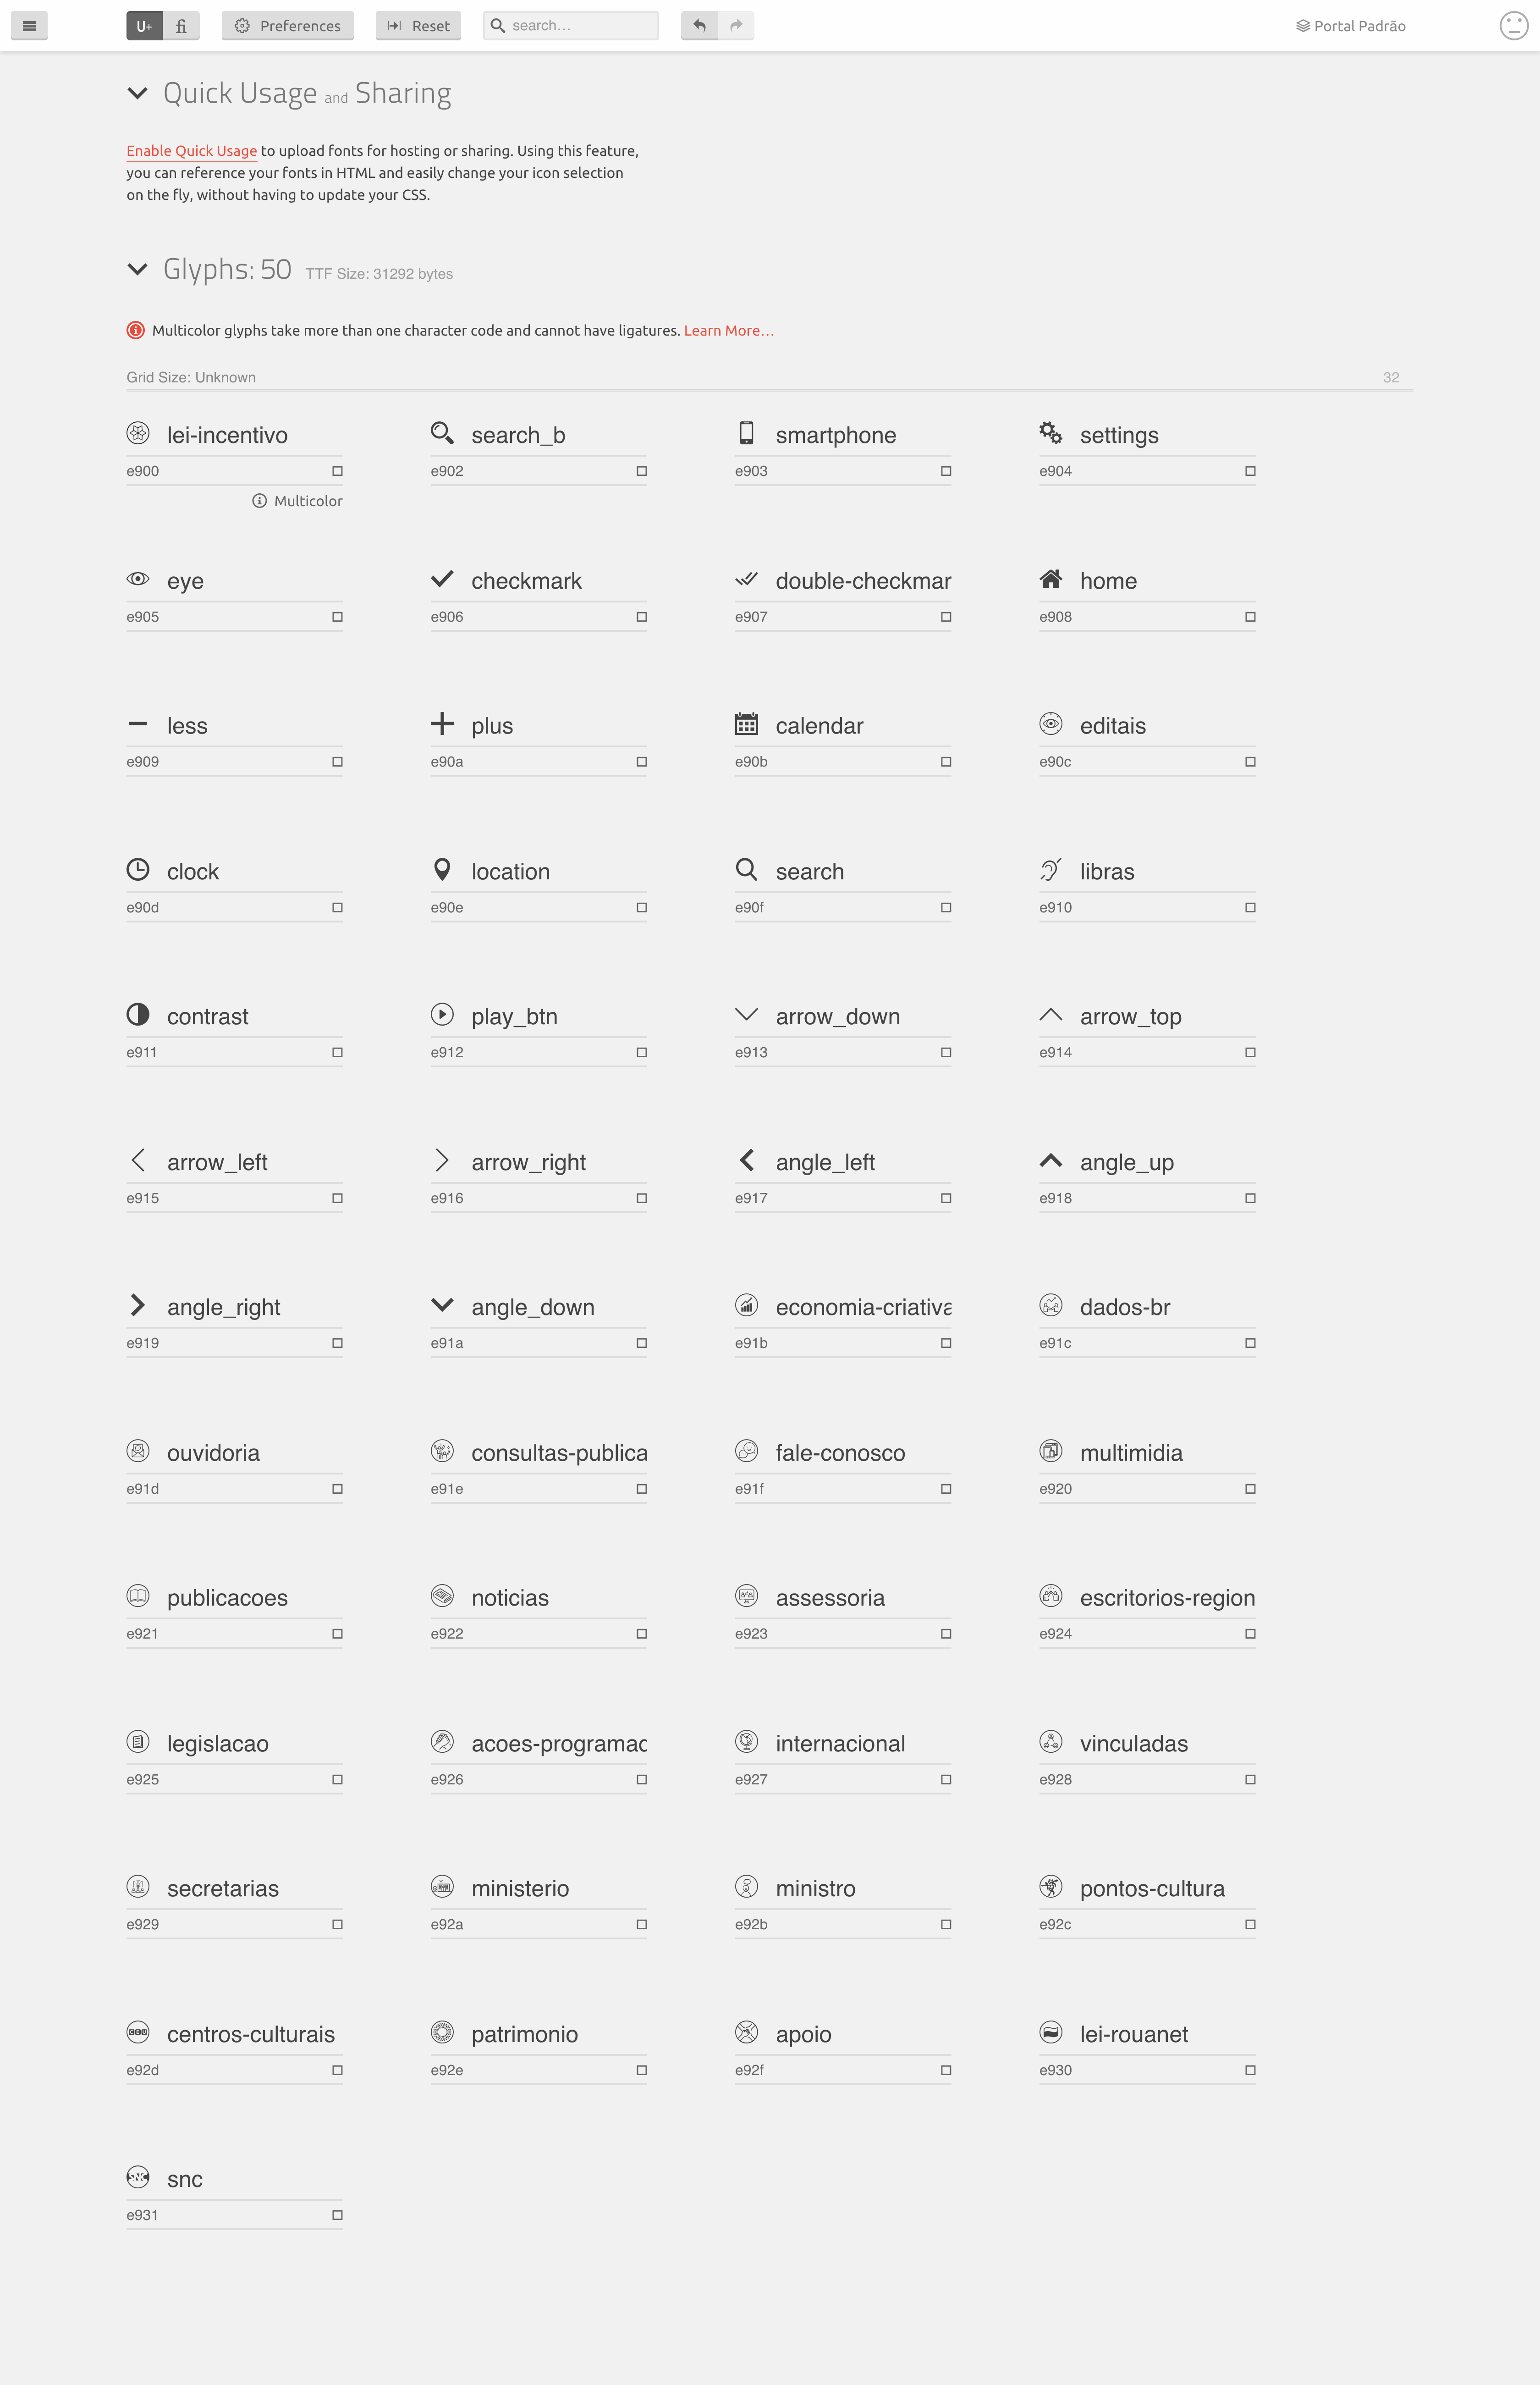 U+ fi Preferences Reset search... Portal Padrão
Quick Usage and Sharing
Enable Quick Usage to upload fonts for hosting or sharing. Using this feature,
you can reference your fonts in HTML and easily change your icon selection
on the fly, without having to update your CSS.
Glyphs: 50 TTF Size: 31292 bytes
Multicolor glyphs take more than one character code and cannot have ligatures. Learn More...
Grid Size: Unknown 32
lei-incentivo search_b smartphone settings
e900 e902 e903 e904
Multicolor
eye checkmark double-checkmar home
e905 e906 e907 e908
less plus calendar editais
e909 e90a e90b e90c
clock location search libras
e90d e90e e90f e910
contrast play_btn arrow_down arrow_top
e911 e912 e913 e914
arrow_left arrow_right angle_left angle_up
e915 e916 e917 e918
angle_right angle_down economia-criativa dados-br
e919 e91a e91b e91c
ouvidoria consultas-publica fale-conosco multimidia
e91d e91e e91f e920
publicacoes noticias assessoria escritorios-region
e921 e922 e923 e924
legislacao acoes-programac internacional vinculadas
e925 e926 e927 e928
secretarias ministerio ministro pontos-cultura
e929 e92a e92b e92c
CEU centros-culturais patrimonio apoio lei-rouanet
e92d e92e e92f e930
SNC snc
e931